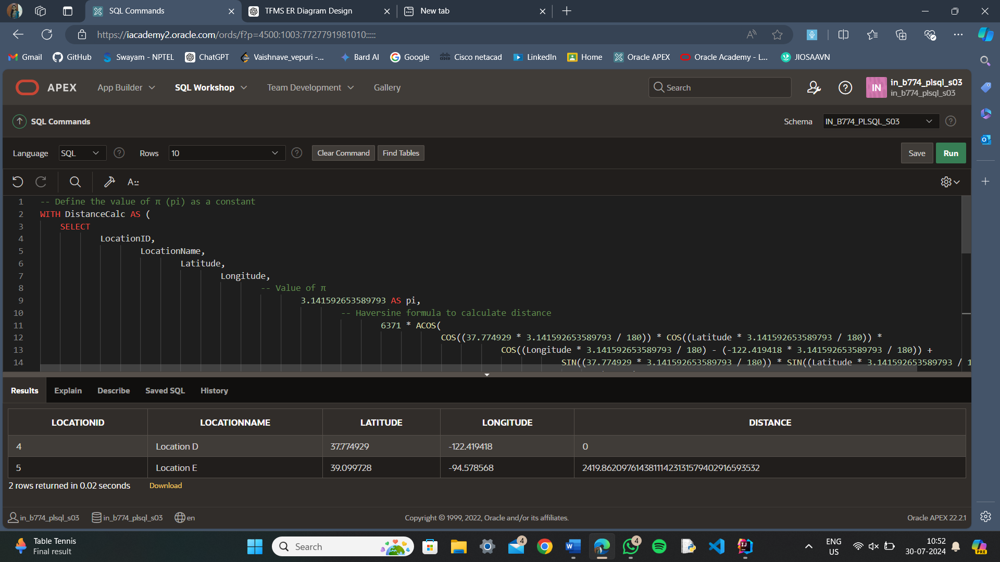 SQL Commands
TFMS ER Diagram Design
New tab
https://iacademy2.oracle.com/ords/f?p=4500:1003:7727791981010:::::
Gmail
GitHub
Swayam - NPTEL
ChatGPT
Vaishnave_vepuri -...
Bard AI
Google
Cisco netacad
LinkedIn
Home
Oracle APEX
Oracle Academy - L...
JIOSAAVN
APEX
App Builder
SQL Workshop
Team Development
Gallery
Search
IN
in_b774_plsql_s03
in_b774_plsql_s03
SQL Commands
Schema
IN_B774_PLSQL_S03
Language
SQL
Rows
10
Clear Command
Find Tables
Save
Run
1 -- Define the value of π (pi) as a constant
2 WITH DistanceCalc AS (
3 SELECT
4 LocationID,
5 LocationName,
6 Latitude,
7 Longitude,
8 -- Value of π
9 3.141592653589793 AS pi,
10 -- Haversine formula to calculate distance
11 6371 * ACOS(
12 COS((37.774929 * 3.141592653589793 / 180)) * COS((Latitude * 3.141592653589793 / 180)) *
13 COS((Longitude * 3.141592653589793 / 180) - (-122.419418 * 3.141592653589793 / 180)) +
14 SIN((37.774929 * 3.141592653589793 / 180)) * SIN((Latitude * 3.141592653589793 / 1
Results
Explain
Describe
Saved SQL
History
LOCATIONID LOCATIONNAME LATITUDE LONGITUDE DISTANCE
4 Location D 37.774929 -122.419418 0
5 Location E 39.099728 -94.578568 2419.86209761438111423131579402916593532
2 rows returned in 0.02 seconds
Download
in_b774_plsql_s03
in_b774_plsql_s03
en
Copyright © 1999, 2022, Oracle and/or its affiliates.
Oracle APEX 22.2.1
Table Tennis
Final result
Search
4
4
ENG
US
10:52
30-07-2024
PRE